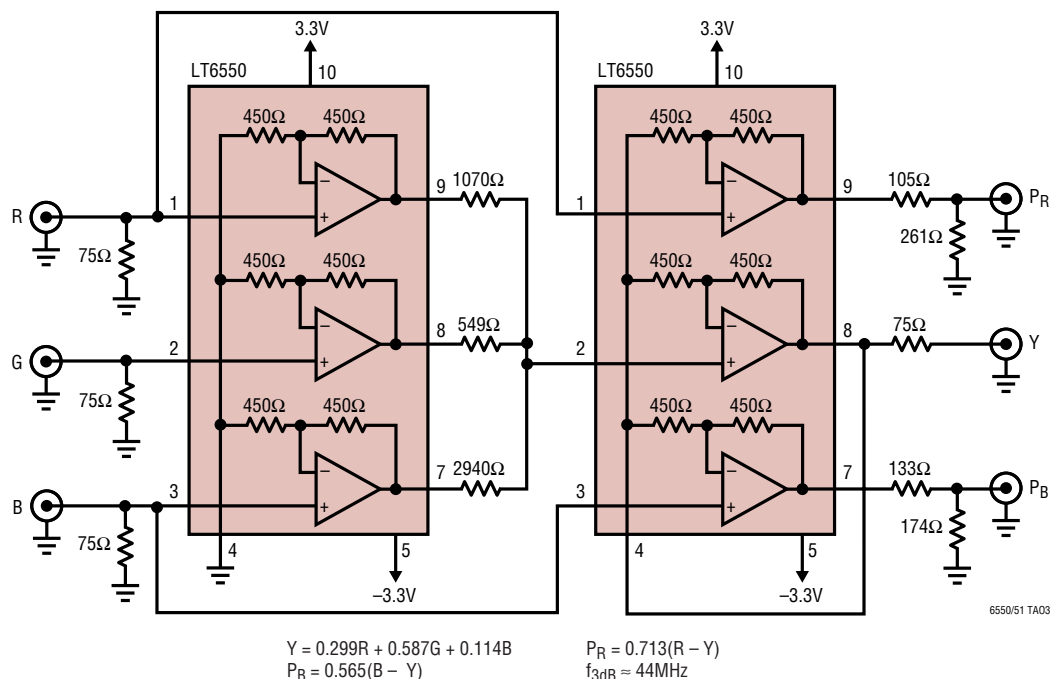 3.3V
3.3V
LT6550
10
LT6550
10
450Ω 450Ω
450Ω 450Ω
R
75Ω
1
−
+
9
1070Ω
1
−
+
9
105Ω
261Ω
PR
450Ω 450Ω
450Ω 450Ω
G
75Ω
2
−
+
8
549Ω
2
−
+
8
75Ω
Y
450Ω 450Ω
450Ω 450Ω
B
75Ω
3
−
+
7
2940Ω
3
−
+
7
133Ω
174Ω
PB
4
5
4
5
–3.3V
–3.3V
6550/51 TA03
Y = 0.299R + 0.587G + 0.114B
PB = 0.565(B – Y)
PR = 0.713(R – Y)
f3dB ≈ 44MHz